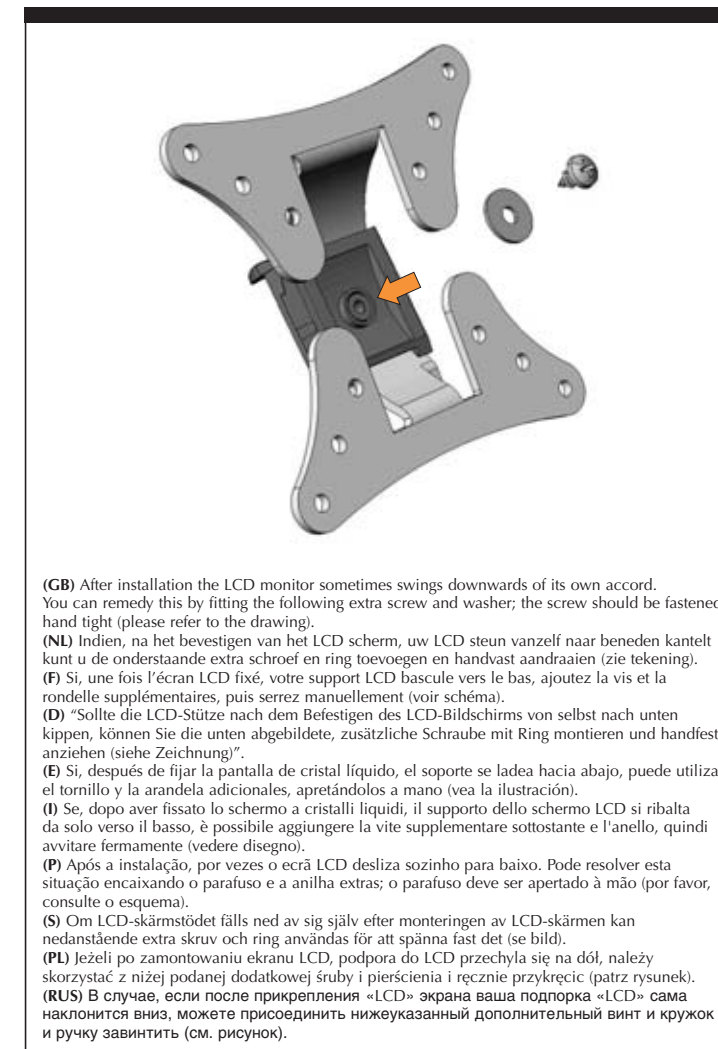 (GB) After installation the LCD monitor sometimes swings downwards of its own accord.
You can remedy this by fitting the following extra screw and washer; the screw should be fastened
hand tight (please refer to the drawing).
(NL) Indien, na het bevestigen van het LCD scherm, uw LCD steun vanzelf naar beneden kantelt
kunt u de onderstaande extra schroef en ring toevoegen en handvast aandraaien (zie tekening).
(F) Si, une fois l’écran LCD fixé, votre support LCD bascule vers le bas, ajoutez la vis et la
rondelle supplémentaires, puis serrez manuellement (voir schéma).
(D) “Sollte die LCD-Stütze nach dem Befestigen des LCD-Bildschirms von selbst nach unten
kippen, können Sie die unten abgebildete, zusätzliche Schraube mit Ring montieren und handfest
anziehen (siehe Zeichnung)”.
(E) Si, después de fijar la pantalla de cristal líquido, el soporte se ladea hacia abajo, puede utiliza
el tornillo y la arandela adicionales, apretándolos a mano (vea la ilustración).
(I) Se, dopo aver fissato lo schermo a cristalli liquidi, il supporto dello schermo LCD si ribalta
da solo verso il basso, è possibile aggiungere la vite supplementare sottostante e l'anello, quindi
avvitare fermamente (vedere disegno).
(P) Após a instalação, por vezes o ecrã LCD desliza sozinho para baixo. Pode resolver esta
situação encaixando o parafuso e a anilha extras; o parafuso deve ser apertado à mão (por favor,
consulte o esquema).
(S) Om LCD-skärmstödet fälls ned av sig själv efter monteringen av LCD-skärmen kan
nedanstående extra skruv och ring användas för att spänna fast det (se bild).
(PL) Jeżeli po zamontowaniu ekranu LCD, podpora do LCD przechyla się na dół, należy
skorzystać z niżej podanej dodatkowej śruby i pierścienia i ręcznie przykręcic (patrz rysunek).
(RUS) В случае, если после прикрепления «LCD» экрана ваша подпорка «LCD» сама
наклонится вниз, можете присоединить нижеуказанный дополнительный винт и кружок
и ручку завинтить (см. рисунок).